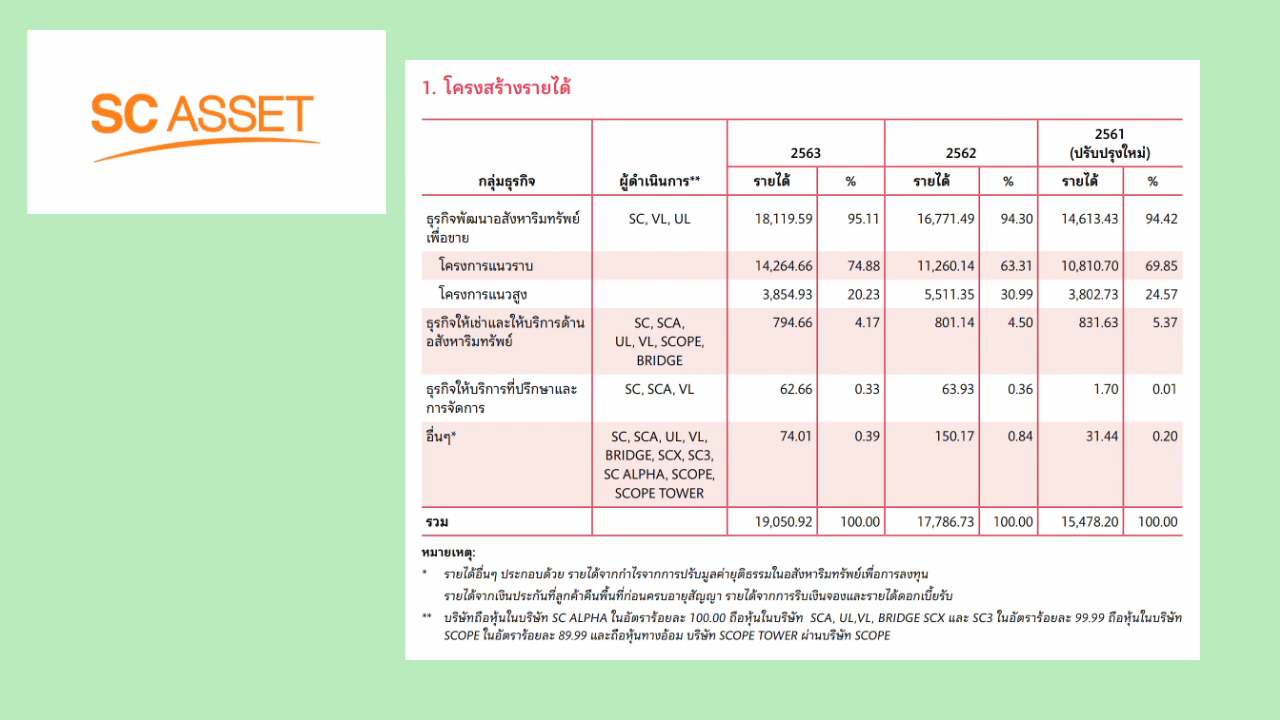 SC ASSET
1. โครงสร้างรายได้
2561
2563 2562 (ปรับปรุงใหม่)
กลุ่มธุรกิจ ผู้ดำเนินการ** รายได้ % รายได้ % รายได้ %
ธุรกิจพัฒนาอสังหาริมทรัพย์ SC, VL, UL 18,119.59 95.11 16,771.49 94.30 14,613.43 94.42
เพื่อขาย
โครงการแนวราบ 14,264.66 74.88 11,260.14 63.31 10,810.70 69.85
โครงการแนวสูง 3,854.93 20.23 5,511.35 30.99 3,802.73 24.57
ธุรกิจให้เช่าและให้บริการด้าน SC, SCA, 794.66 4.17 801.14 4.50 831.63 5.37
อสังหาริมทรัพย์ UL, VL, SCOPE,
BRIDGE
ธุรกิจให้บริการที่ปรึกษาและ SC, SCA, VL 62.66 0.33 63.93 0.36 1.70 0.01
การจัดการ
อื่นๆ* SC, SCA, UL, VL, 74.01 0.39 150.17 0.84 31.44 0.20
BRIDGE, SCX, SC3,
SC ALPHA, SCOPE,
SCOPE TOWER
รวม 19,050.92 100.00 17,786.73 100.00 15,478.20 100.00
หมายเหตุ:
* รายได้อื่นๆ ประกอบด้วย รายได้จากกำไรจากการปรับมูลค่ายุติธรรมในอสังหาริมทรัพย์เพื่อการลงทุน
รายได้จากเงินประกันที่ลูกค้าคืนพื้นที่ก่อนครบอายุสัญญา รายได้จากการริบเงินจองและรายได้ดอกเบี้ยรับ
** บริษัทถือหุ้นในบริษัท SC ALPHA ในอัตราร้อยละ 100.00 ถือหุ้นในบริษัท SCA, UL,VL, BRIDGE SCX และ SC3 ในอัตราร้อยละ 99.99 ถือหุ้นในบริษัท
SCOPE ในอัตราร้อยละ 89.99 และถือหุ้นทางอ้อม บริษัท SCOPE TOWER ผ่านบริษัท SCOPE